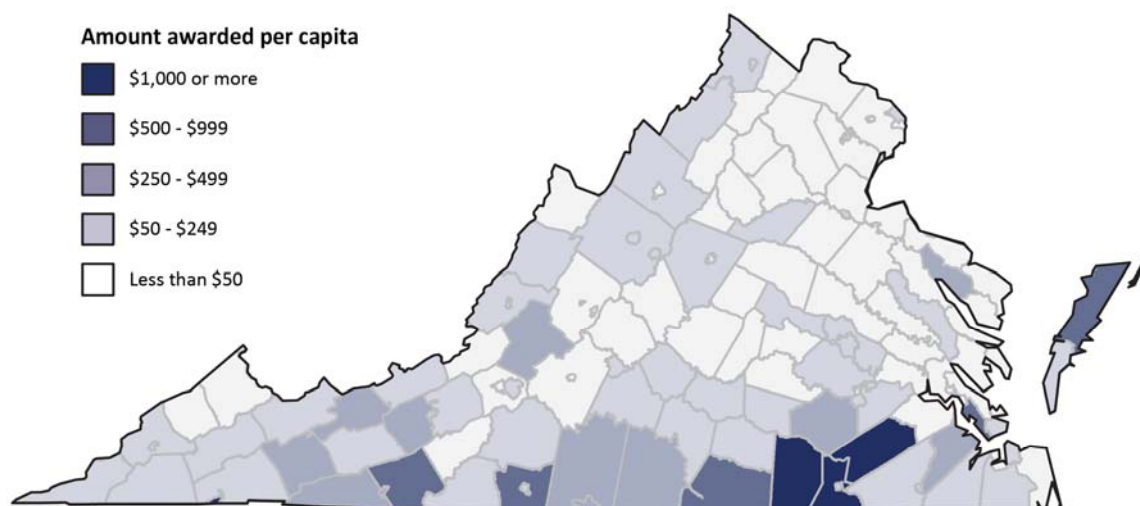 Amount awarded per capita
$1,000 or more
$500 - $999
$250 - $499
$50 - $249
Less than $50